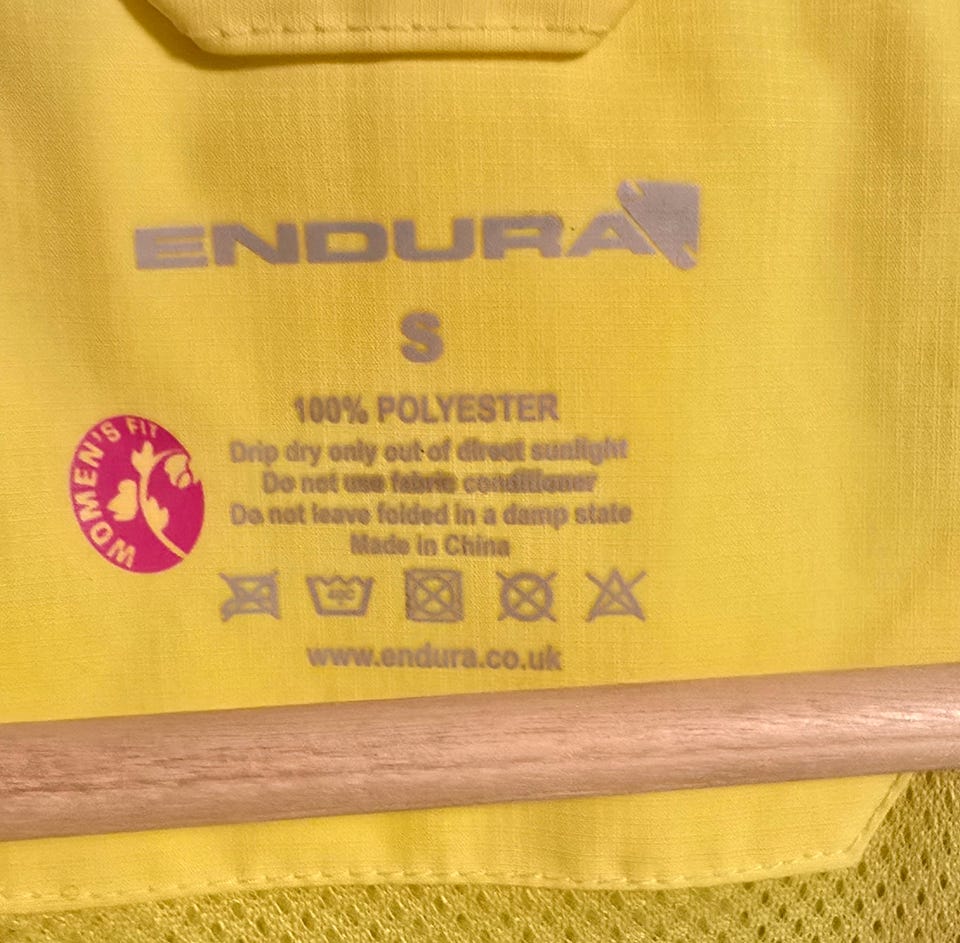 ENDURA
S
100% POLYESTER
Drip dry only out of direct sunlight
Do not use fabric conditioner
Do not leave folded in a damp state
Made in China
WOMEN'S FIT
40
www.endura.co.uk